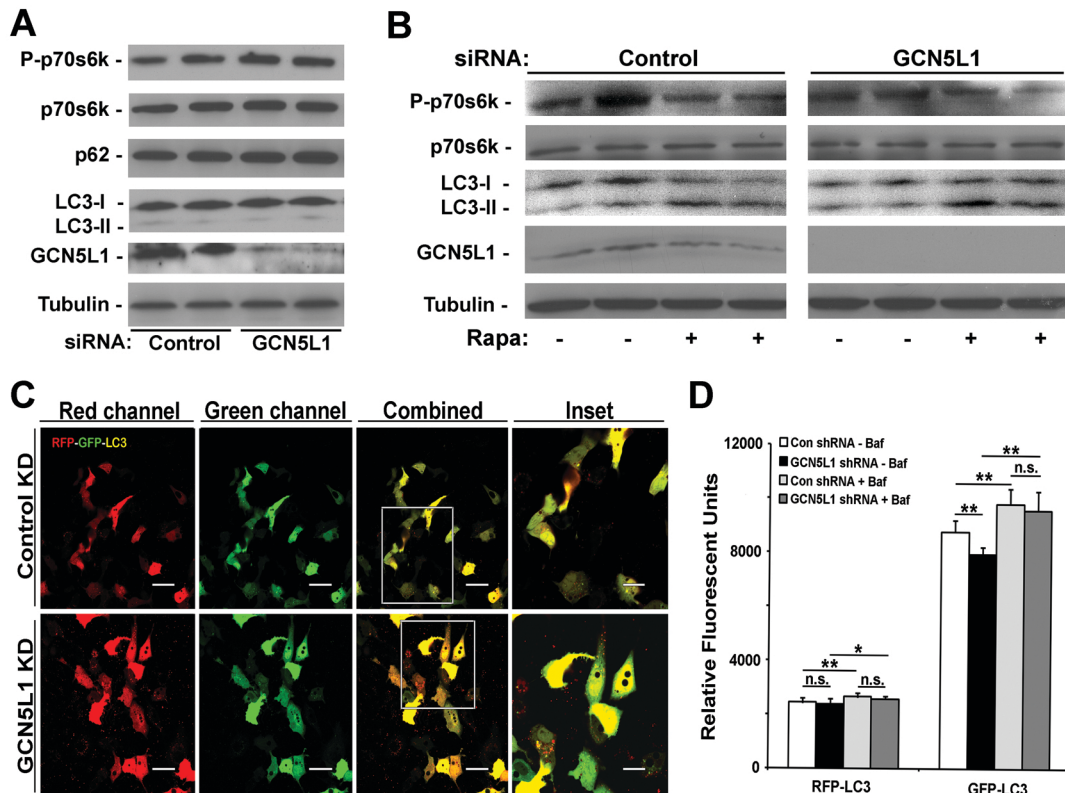 A
P-p70s6k -
p70s6k -
p62 -
LC3-I -
LC3-II -
GCN5L1 -
Tubulin -
siRNA: Control GCN5L1
B
siRNA: Control GCN5L1
P-p70s6k -
p70s6k -
LC3-I -
LC3-II -
GCN5L1 -
Tubulin -
Rapa: - - + + - - + +
C
Red channel Green channel Combined Inset
Control KD
RFP-GFP-LC3
GCN5L1 KD
D
Relative Fluorescent Units
12000
8000
4000
0
Con shRNA - Baf
GCN5L1 shRNA - Baf
Con shRNA + Baf
GCN5L1 shRNA + Baf
*
**
n.s. n.s.
**
** n.s.
**
RFP-LC3 GFP-LC3